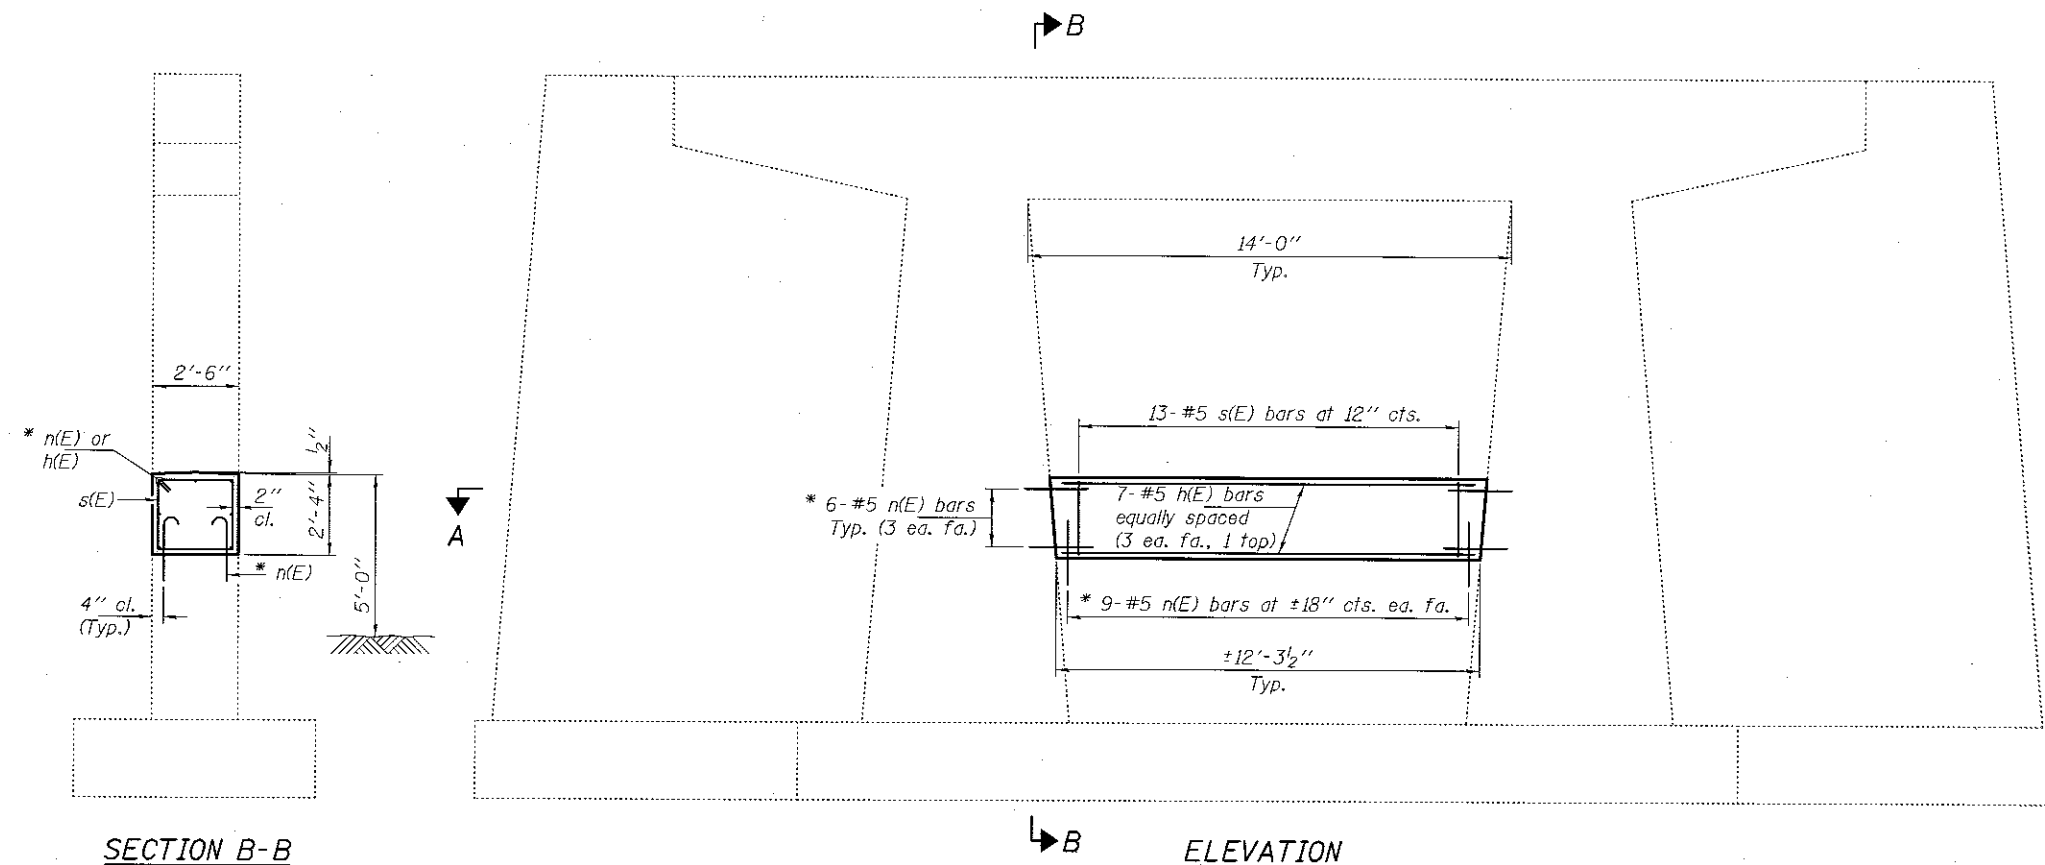 B
14'-0"
Typ.
2'-6"
13-#5 s(E) bars at 12" cts.
* n(E) or
h(E)
1/2"
s(E)
2"
cl.
2'-4"
A
* 6-#5 n(E) bars
Typ. (3 ea. fa.)
7-#5 h(E) bars
equally spaced
(3 ea. fa., 1 top)
* n(E)
5'-0"
4" cl.
(Typ.)
* 9-#5 n(E) bars at ±18" cts. ea. fa.
±12'-3 1/2"
Typ.
B
SECTION B-B
ELEVATION